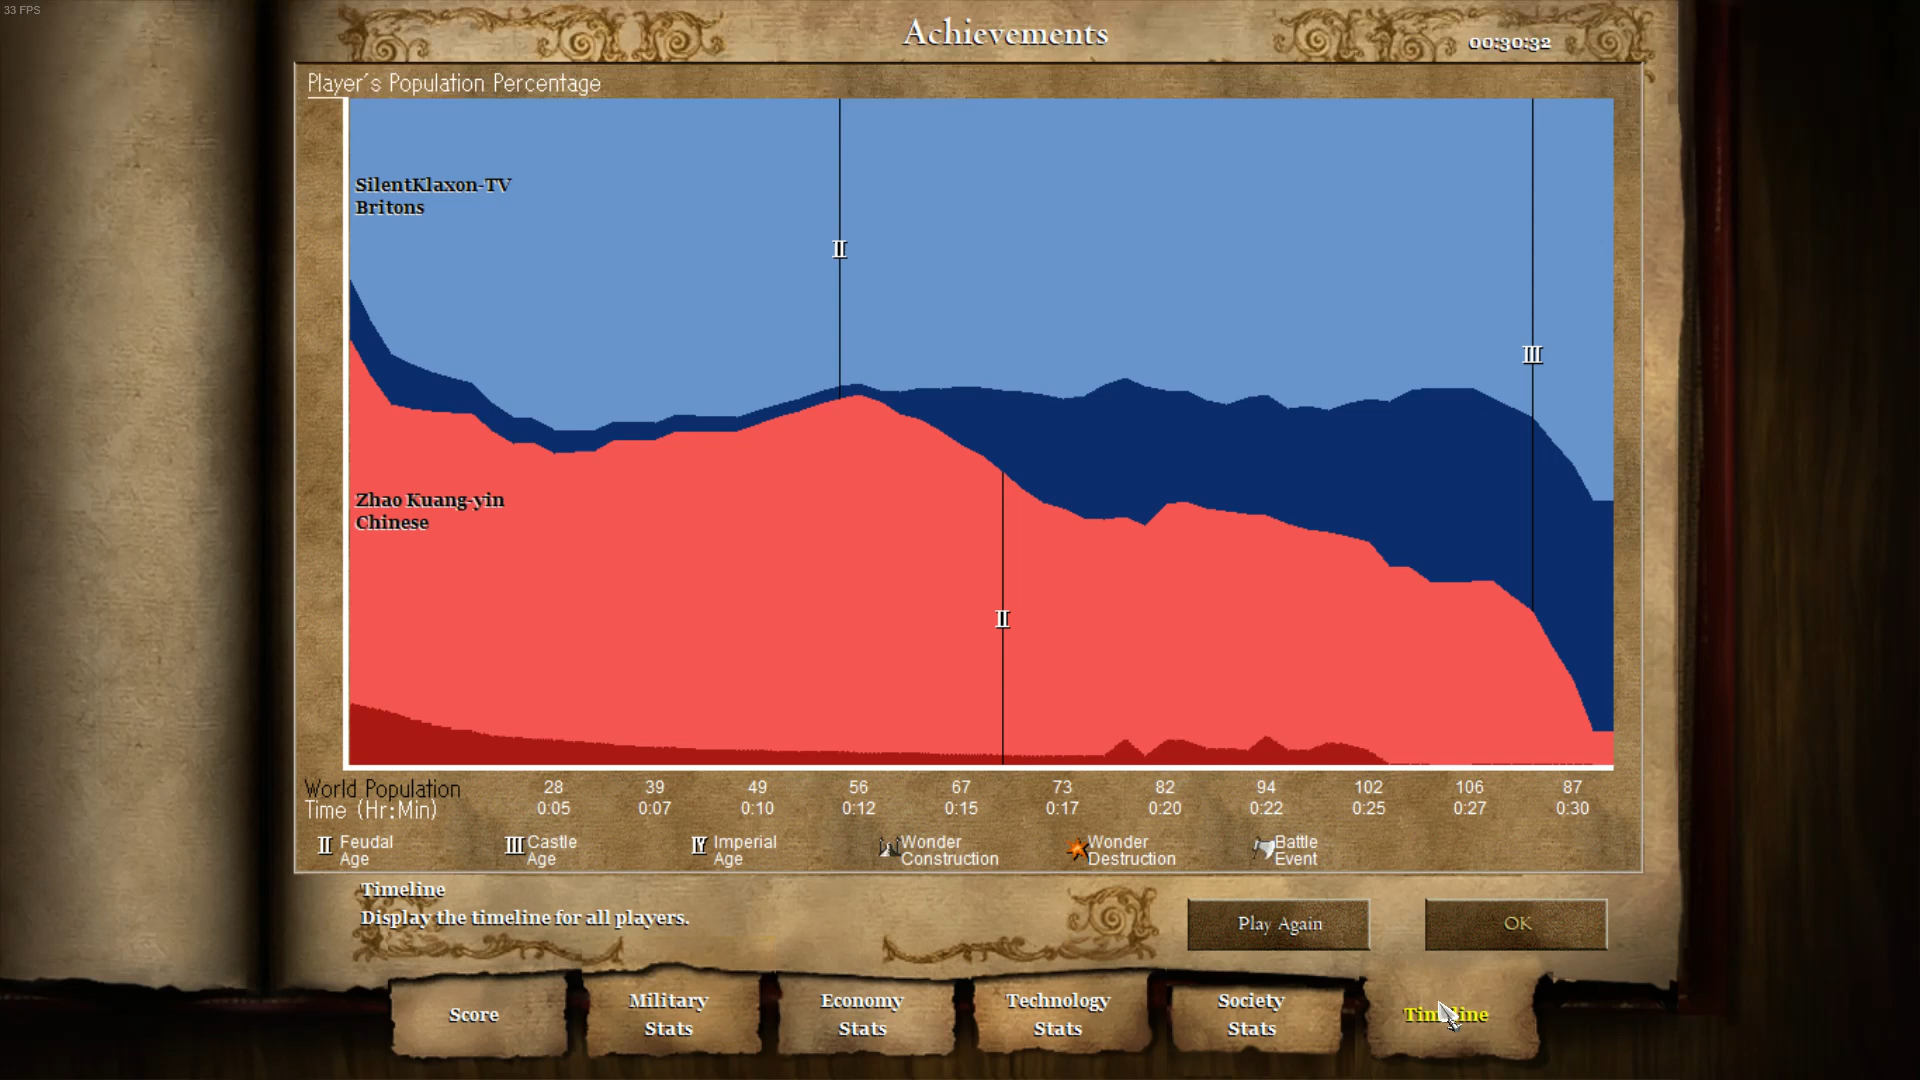 33 FPS
Achievements
00:30:32
Player's Population Percentage
SilentKlaxon-TV
Britons
II
III
Zhao Kuang-yin
Chinese
II
World Population 28 39 49 56 67 73 82 94 102 106 87
Time (Hr:Min) 0:05 0:07 0:10 0:12 0:15 0:17 0:20 0:22 0:25 0:27 0:30
II Feudal Age
III Castle Age
IV Imperial Age
Wonder Construction
Wonder Destruction
Battle Event
Timeline
Display the timeline for all players.
Play Again
OK
Score
Military Stats
Economy Stats
Technology Stats
Society Stats
Timeline